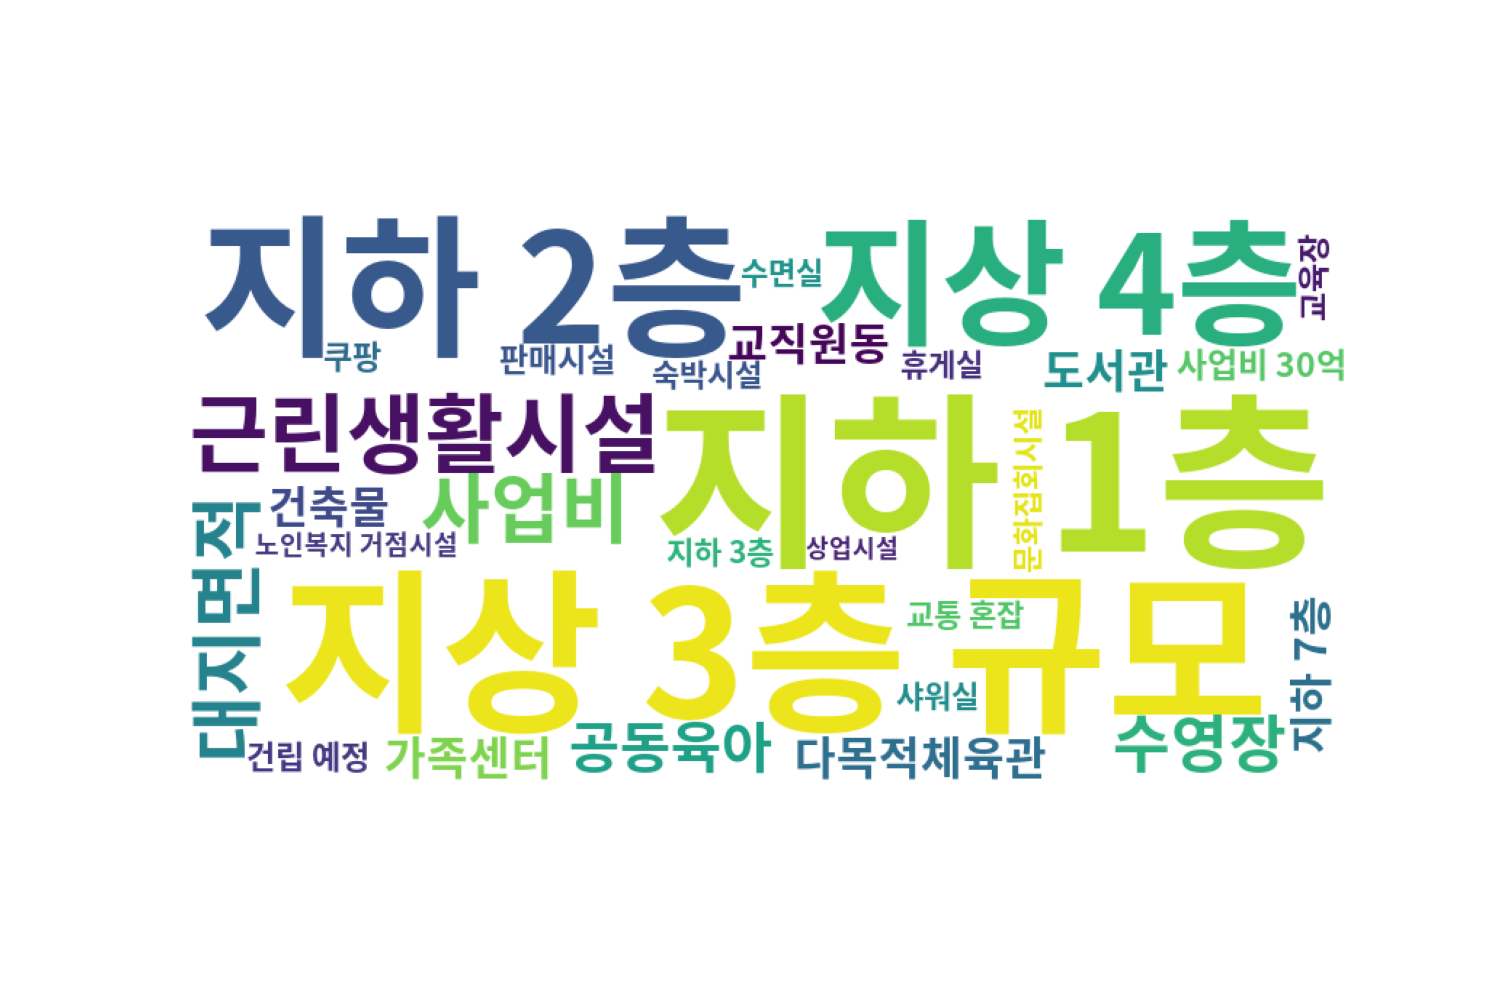 지하 2층
수면실
지상 4층
교육장
쿠팡
판매시설
숙박시설
교직원동
휴게실
도서관
사업비 30억
근린생활시설
지하 1층
문화집회시설
건축물
사업비
노인복지 거점시설
지하 3층
상업시설
대지면적
지상 3층
규모
교통 혼잡
샤워실
지하 7층
건립 예정
가족센터
공동육아
다목적체육관
수영장